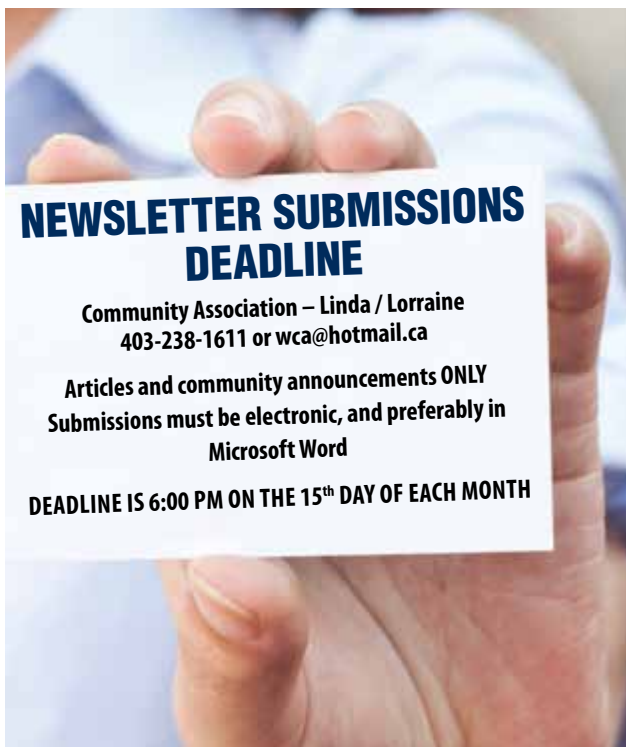 NEWSLETTER SUBMISSIONS
DEADLINE
Community Association – Linda / Lorraine
403-238-1611 or wca@hotmail.ca
Articles and community announcements ONLY
Submissions must be electronic, and preferably in
Microsoft Word
DEADLINE IS 6:00 PM ON THE 15th DAY OF EACH MONTH